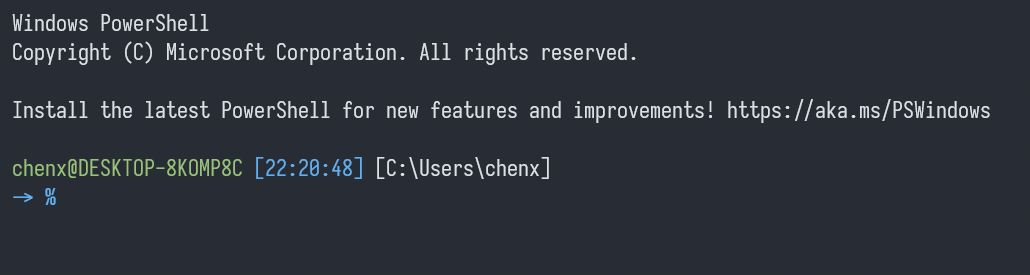 Windows PowerShell
Copyright (C) Microsoft Corporation. All rights reserved.
Install the latest PowerShell for new features and improvements! https://aka.ms/PSWindows
chenx@DESKTOP-8KOMP8C [22:20:48] [C:\Users\chenx]
-> %